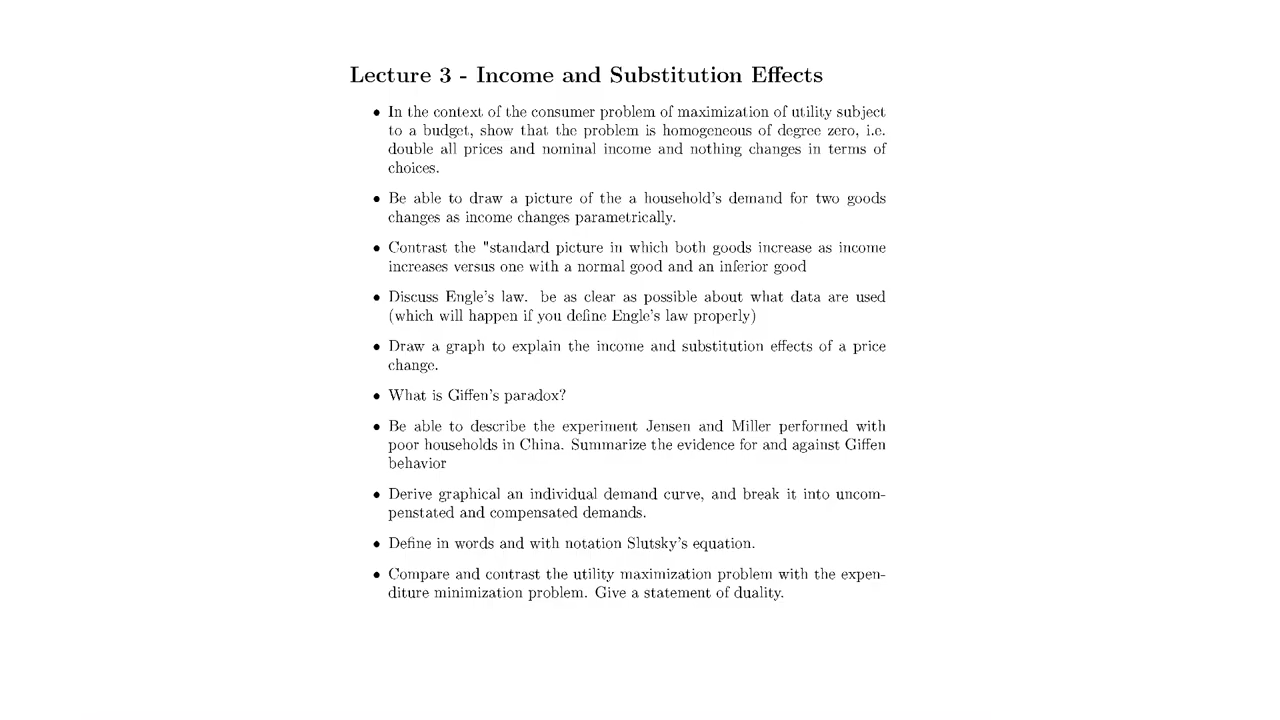 Lecture 3 - Income and Substitution Effects
• In the context of the consumer problem of maximization of utility subject
to a budget, show that the problem is homogeneous of degree zero, i.e.
double all prices and nominal income and nothing changes in terms of
choices.
• Be able to draw a picture of the a household's demand for two goods
changes as income changes parametrically.
• Contrast the "standard picture in which both goods increase as income
increases versus one with a normal good and an inferior good
• Discuss Engle's law. be as clear as possible about what data are used
(which will happen if you define Engle's law properly)
• Draw a graph to explain the income and substitution effects of a price
change.
• What is Giffen's paradox?
• Be able to describe the experiment Jensen and Miller performed with
poor households in China. Summarize the evidence for and against Giffen
behavior
• Derive graphical an individual demand curve, and break it into uncom-
penstated and compensated demands.
• Define in words and with notation Slutsky's equation.
• Compare and contrast the utility maximization problem with the expen-
diture minimization problem. Give a statement of duality.